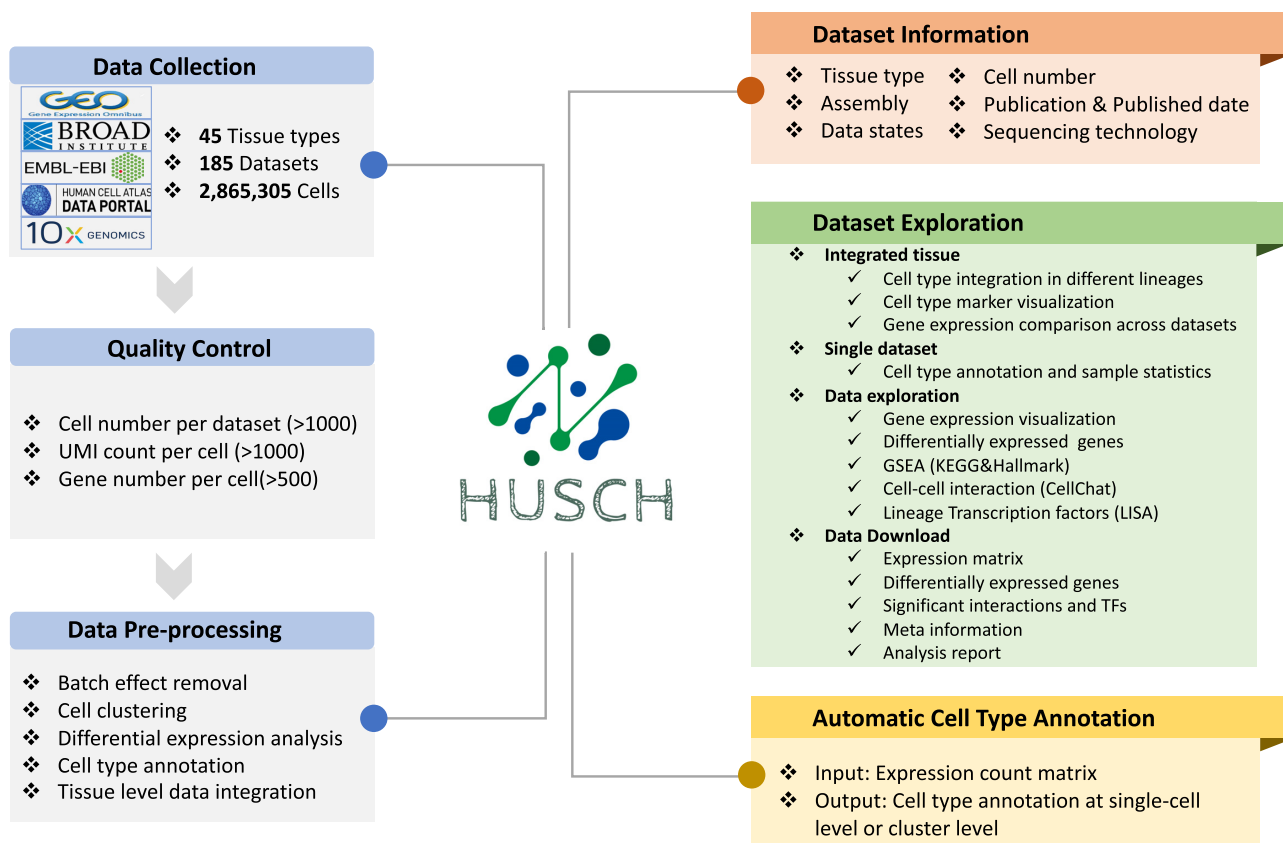 Data Collection
GEO
Gene Expression Omnibus
BROAD
INSTITUTE
EMBL-EBI
HUMAN CELL ATLAS
DATA PORTAL
10X GENOMICS
❖ 45 Tissue types
❖ 185 Datasets
❖ 2,865,305 Cells
Quality Control
❖ Cell number per dataset (>1000)
❖ UMI count per cell (>1000)
❖ Gene number per cell(>500)
Data Pre-processing
❖ Batch effect removal
❖ Cell clustering
❖ Differential expression analysis
❖ Cell type annotation
❖ Tissue level data integration
HUSCH
Dataset Information
❖ Tissue type
❖ Assembly
❖ Data states
❖ Cell number
❖ Publication & Published date
❖ Sequencing technology
Dataset Exploration
❖ Integrated tissue
✓ Cell type integration in different lineages
✓ Cell type marker visualization
✓ Gene expression comparison across datasets
❖ Single dataset
✓ Cell type annotation and sample statistics
❖ Data exploration
✓ Gene expression visualization
✓ Differentially expressed genes
✓ GSEA (KEGG&Hallmark)
✓ Cell-cell interaction (CellChat)
✓ Lineage Transcription factors (LISA)
❖ Data Download
✓ Expression matrix
✓ Differentially expressed genes
✓ Significant interactions and TFs
✓ Meta information
✓ Analysis report
Automatic Cell Type Annotation
❖ Input: Expression count matrix
❖ Output: Cell type annotation at single-cell
level or cluster level